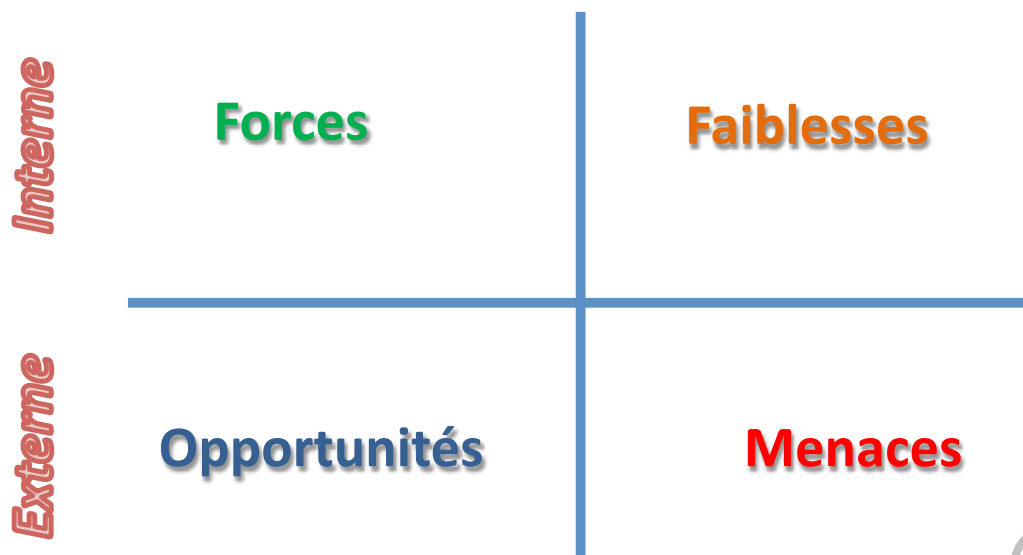 Interne
Forces
Faiblesses
Externe
Opportunités
Menaces